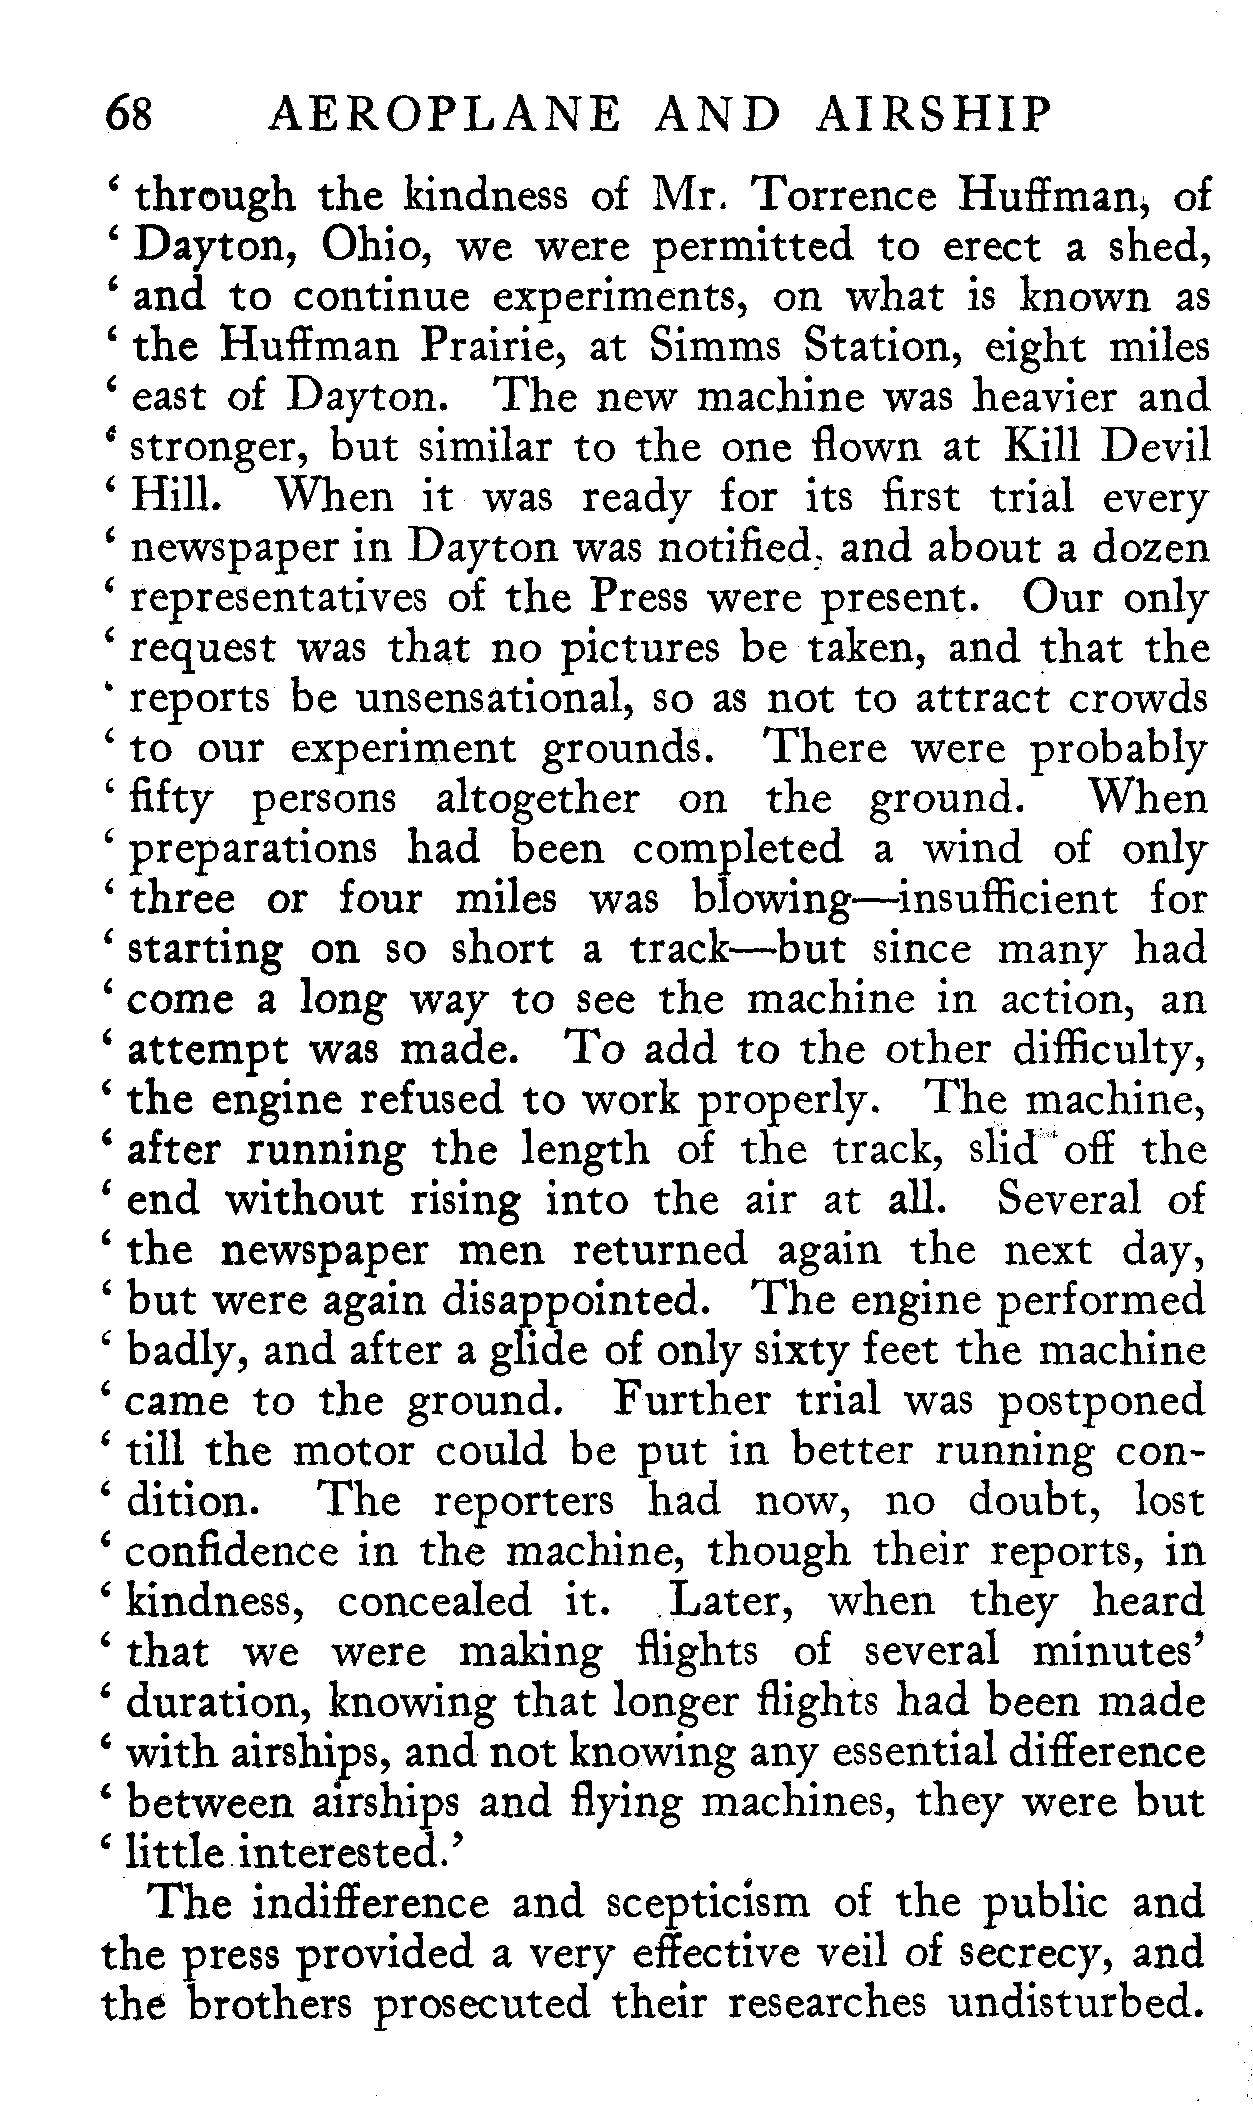 68 AEROPLANE AND AIRSHIP
‘ through the kindness of Mr. Torrence Huffman, of
‘ Dayton, Ohio, we were permitted to erect a shed,
‘ and to continue experiments, on what is known as
‘ the Huffman Prairie, at Simms Station, eight miles
‘ east of Dayton. The new machine was heavier and
‘ stronger, but similar to the one flown at Kill Devil
‘ Hill. When it was ready for its first trial every
‘ newspaper in Dayton was notified, and about a dozen
‘ representatives of the Press were present. Our only
‘ request was that no pictures be taken, and that the
‘ reports be unsensational, so as not to attract crowds
‘ to our experiment grounds. There were probably
‘ fifty persons altogether on the ground. When
‘ preparations had been completed a wind of only
‘ three or four miles was blowing—insufficient for
‘ starting on so short a track—but since many had
‘ come a long way to see the machine in action, an
‘ attempt was made. To add to the other difficulty,
‘ the engine refused to work properly. The machine,
‘ after running the length of the track, slid off the
‘ end without rising into the air at all. Several of
‘ the newspaper men returned again the next day,
‘ but were again disappointed. The engine performed
‘ badly, and after a glide of only sixty feet the machine
‘ came to the ground. Further trial was postponed
‘ till the motor could be put in better running con-
‘ dition. The reporters had now, no doubt, lost
‘ confidence in the machine, though their reports, in
‘ kindness, concealed it. Later, when they heard
‘ that we were making flights of several minutes’
‘ duration, knowing that longer flights had been made
‘ with airships, and not knowing any essential difference
‘ between airships and flying machines, they were but
‘ little interested.’
The indifference and scepticism of the public and
the press provided a very effective veil of secrecy, and
the brothers prosecuted their researches undisturbed.